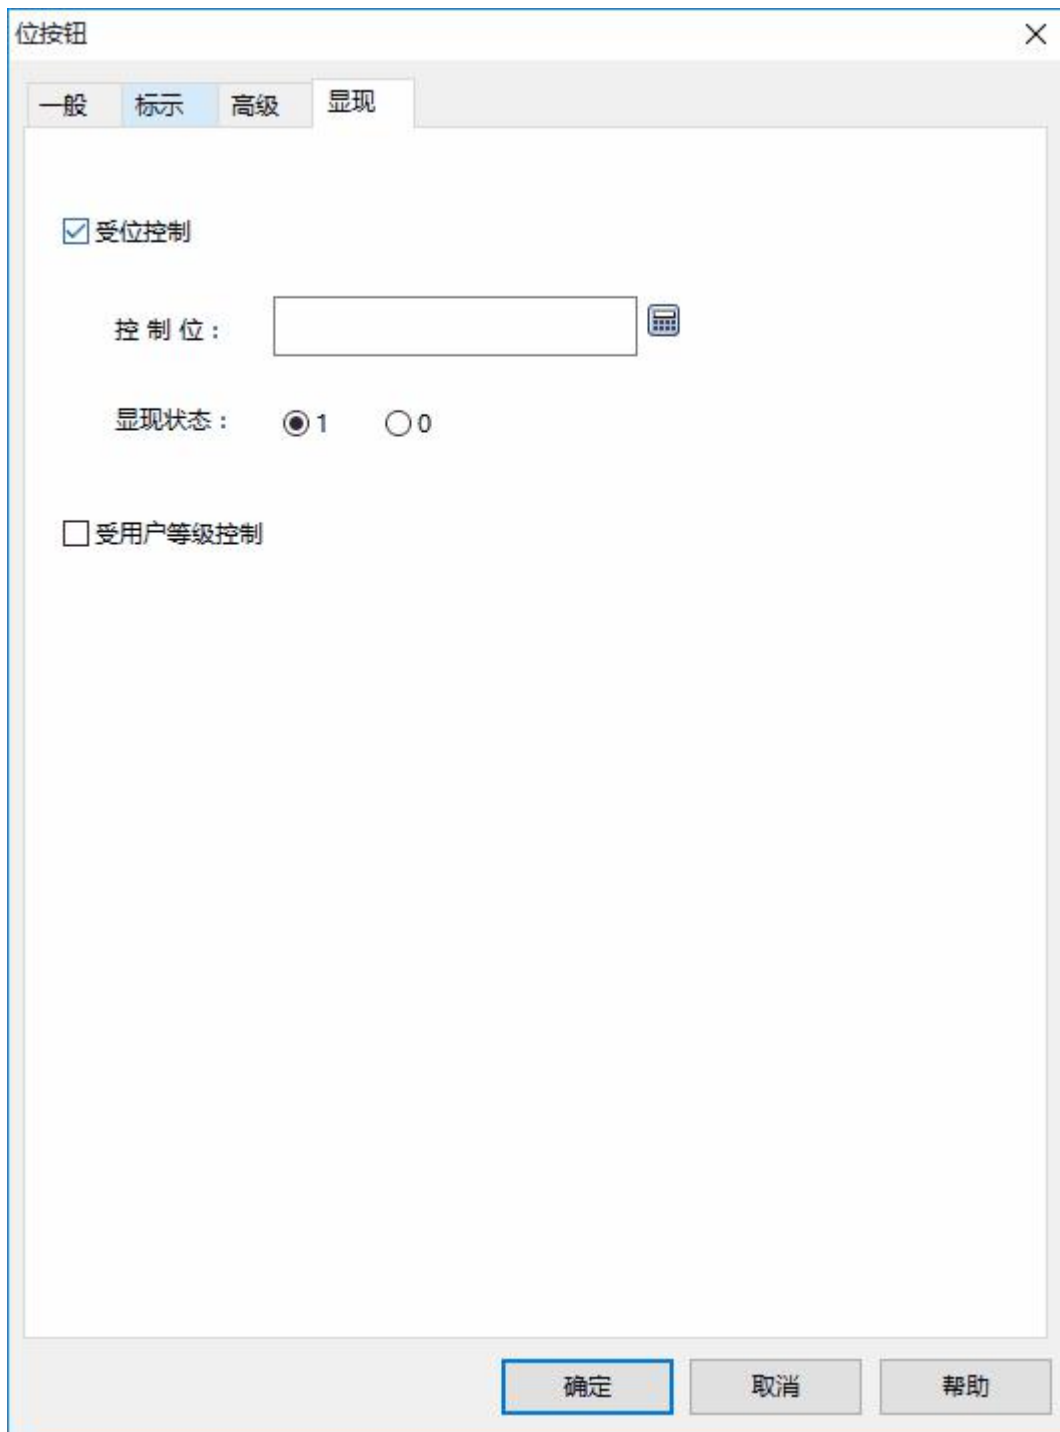 位按钮
一般 标示 高级 显现
受位控制
控 制 位：
显现状态： 1 0
受用户等级控制
确定 取消 帮助